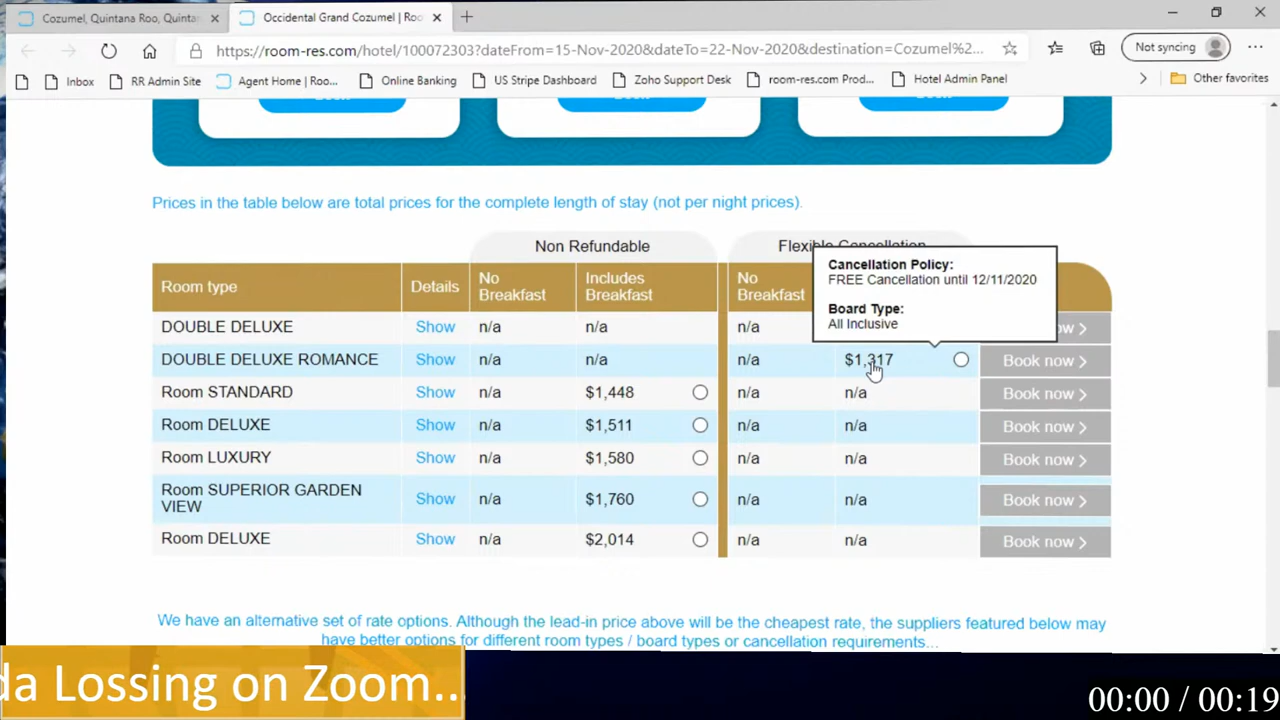 Cozumel, Quintana Roo, Quinta
Occidental Grand Cozumel | Roo
https://room-res.com/hotel/100072303?dateFrom=15-Nov-2020&dateTo=22-Nov-2020&destination=Cozumel%2...
Not syncing
Inbox
RR Admin Site
Agent Home | Roo...
Online Banking
US Stripe Dashboard
Zoho Support Desk
room-res.com Prod...
Hotel Admin Panel
Other favorites
Prices in the table below are total prices for the complete length of stay (not per night prices).
Non Refundable
Flexible Cancellation
Room type Details No Breakfast Includes Breakfast No Breakfast
Cancellation Policy:
FREE Cancellation until 12/11/2020
Board Type:
All Inclusive
DOUBLE DELUXE Show n/a n/a n/a ow >
DOUBLE DELUXE ROMANCE Show n/a n/a n/a $1,317 Book now >
Room STANDARD Show n/a $1,448 n/a n/a Book now >
Room DELUXE Show n/a $1,511 n/a n/a Book now >
Room LUXURY Show n/a $1,580 n/a n/a Book now >
Room SUPERIOR GARDEN VIEW Show n/a $1,760 n/a n/a Book now >
Room DELUXE Show n/a $2,014 n/a n/a Book now >
We have an alternative set of rate options. Although the lead-in price above will be the cheapest rate, the suppliers featured below may
have better options for different room types / board types or cancellation requirements...
da Lossing on Zoom...
00:00 / 00:19